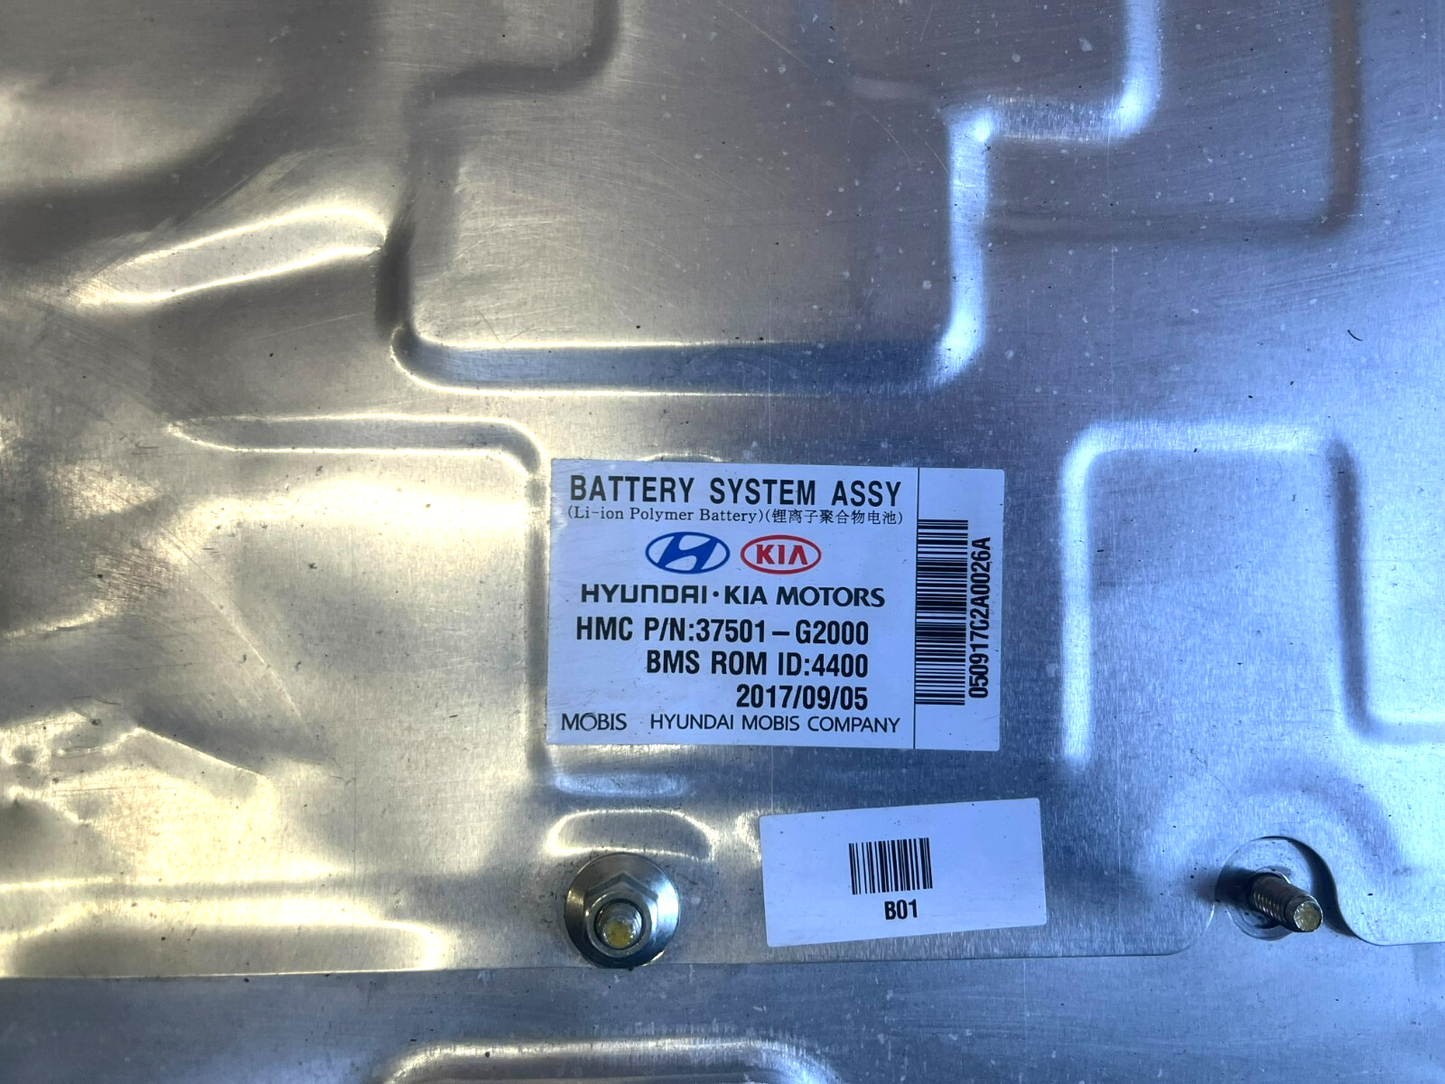 BATTERY SYSTEM ASSY
(Li-ion Polymer Battery)(锂离子聚合物电池)
KIA
HYUNDAI·KIA MOTORS
HMC P/N:37501-G2000
BMS ROM ID:4400
2017/09/05
MOBIS HYUNDAI MOBIS COMPANY
050917C2A0026A
B01